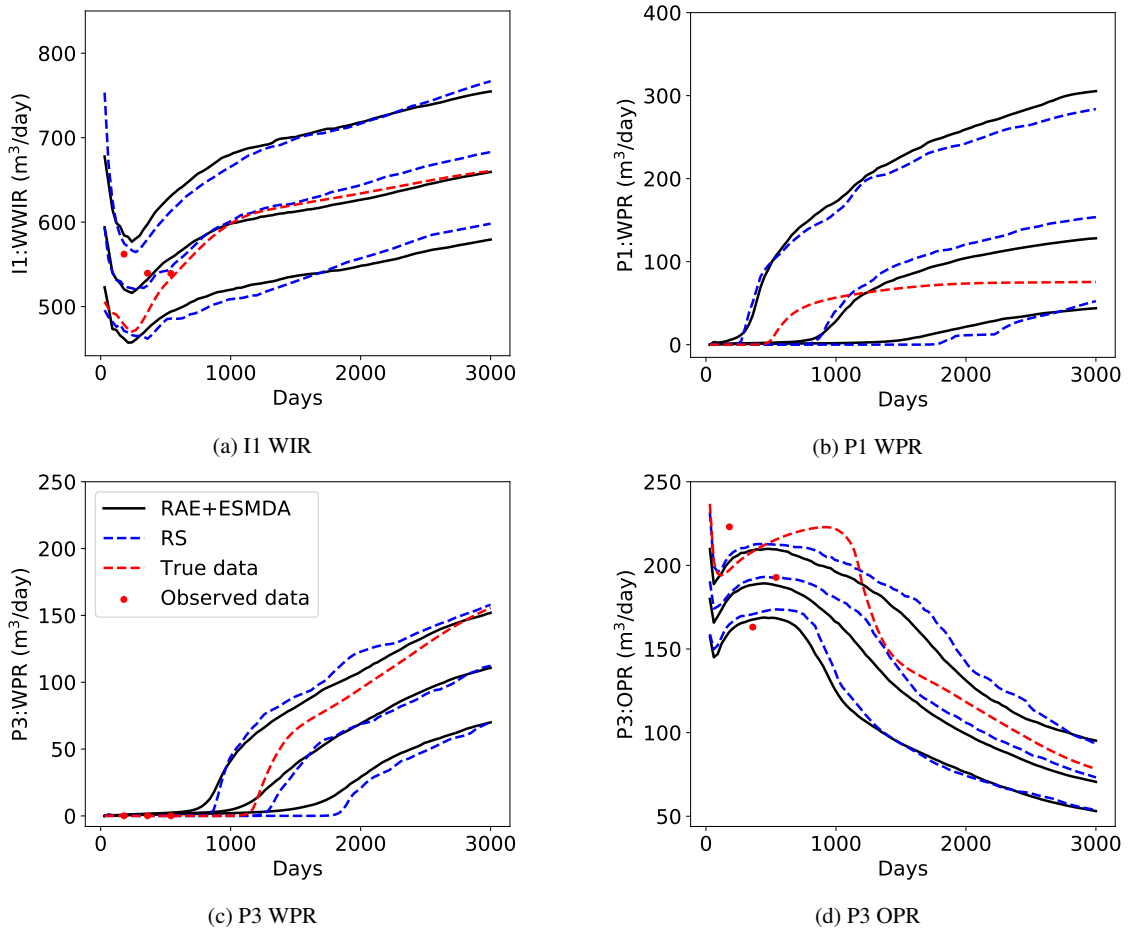 800
700
600
500
I1:WWIR (m³/day)
0
1000
2000
3000
Days
(a) I1 WIR
400
300
200
100
0
P1:WPR (m³/day)
0
1000
2000
3000
Days
(b) P1 WPR
250
200
150
100
50
0
P3:WPR (m³/day)
RAE+ESMDA
RS
True data
Observed data
0
1000
2000
3000
Days
(c) P3 WPR
250
200
150
100
50
P3:OPR (m³/day)
0
1000
2000
3000
Days
(d) P3 OPR